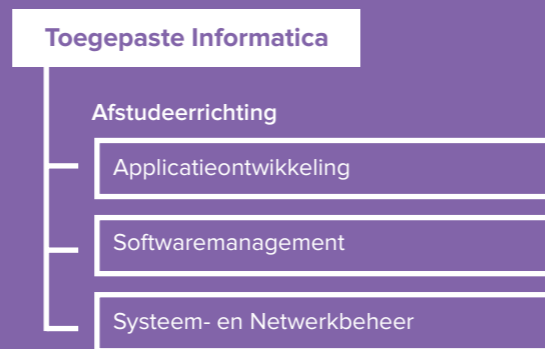 Toegepaste Informatica
Afstudeerrichting
Applicatieontwikkeling
Softwaremanagement
Systeem- en Netwerkbeheer